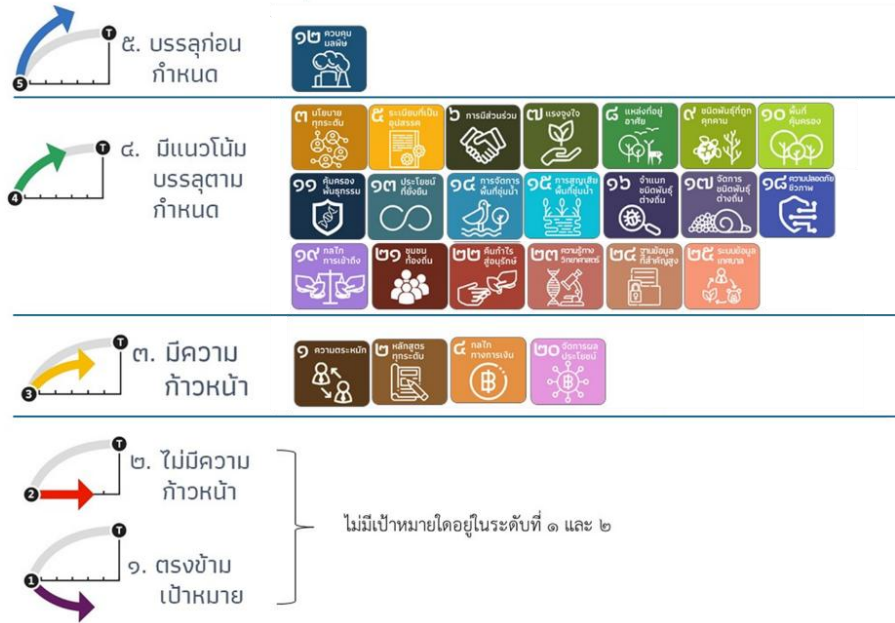 T
๕. บรรลุก่อน
กำหนด
5
๑๒ ควบคุม
มลพิษ
T
๔. มีแนวโน้ม
บรรลุตาม
กำหนด
4
๓ นโยบาย
ทุกระดับ
๕ ระเบียบที่เป็น
อุปสรรค
๖ การมีส่วนร่วม
๗ แรงจูงใจ
๘ แหล่งที่อยู่
อาศัย
๙ ชนิดพันธุ์ที่ถูก
คุกคาม
๑๐ พื้นที่
คุ้มครอง
๑๑ คุ้มครอง
พันธุกรรม
๑๓ ประโยชน์
ที่ยั่งยืน
๑๔ การจัดการ
พื้นที่ชุ่มน้ำ
๑๕ การสูญเสีย
พื้นที่ชุ่มน้ำ
๑๖ จำแนก
ชนิดพันธุ์
ต่างถิ่น
๑๗ จัดการ
ชนิดพันธุ์
ต่างถิ่น
๑๘ ความปลอดภัย
ชีวภาพ
๑๙ กลไก
การเข้าถึง
๒๑ ชุมชน
ท้องถิ่น
๒๒ คืนกำไร
สู่อนุรักษ์
๒๓ ความรู้ทาง
วิทยาศาสตร์
๒๔ ฐานข้อมูล
ที่สำคัญสูง
๒๕ ระบบข้อมูล
เทศบาล
T
๓. มีความ
ก้าวหน้า
3
๑ ความตระหนัก
๒ หลักสูตร
ทุกระดับ
๔ กลไก
ทางการเงิน
๒๐ จัดการผล
ประโยชน์
T
๒. ไม่มีความ
ก้าวหน้า
2
ไม่มีเป้าหมายใดอยู่ในระดับที่ ๑ และ ๒
T
๑. ตรงข้าม
เป้าหมาย
1